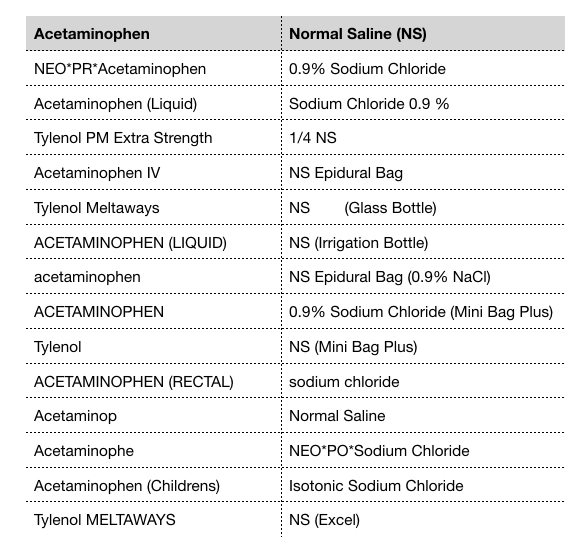 Acetaminophen Normal Saline (NS)
NEO*PR*Acetaminophen 0.9% Sodium Chloride
Acetaminophen (Liquid) Sodium Chloride 0.9 %
Tylenol PM Extra Strength 1/4 NS
Acetaminophen IV NS Epidural Bag
Tylenol Meltaways NS (Glass Bottle)
ACETAMINOPHEN (LIQUID) NS (Irrigation Bottle)
acetaminophen NS Epidural Bag (0.9% NaCl)
ACETAMINOPHEN 0.9% Sodium Chloride (Mini Bag Plus)
Tylenol NS (Mini Bag Plus)
ACETAMINOPHEN (RECTAL) sodium chloride
Acetaminop Normal Saline
Acetaminophe NEO*PO*Sodium Chloride
Acetaminophen (Childrens) Isotonic Sodium Chloride
Tylenol MELTAWAYS NS (Excel)